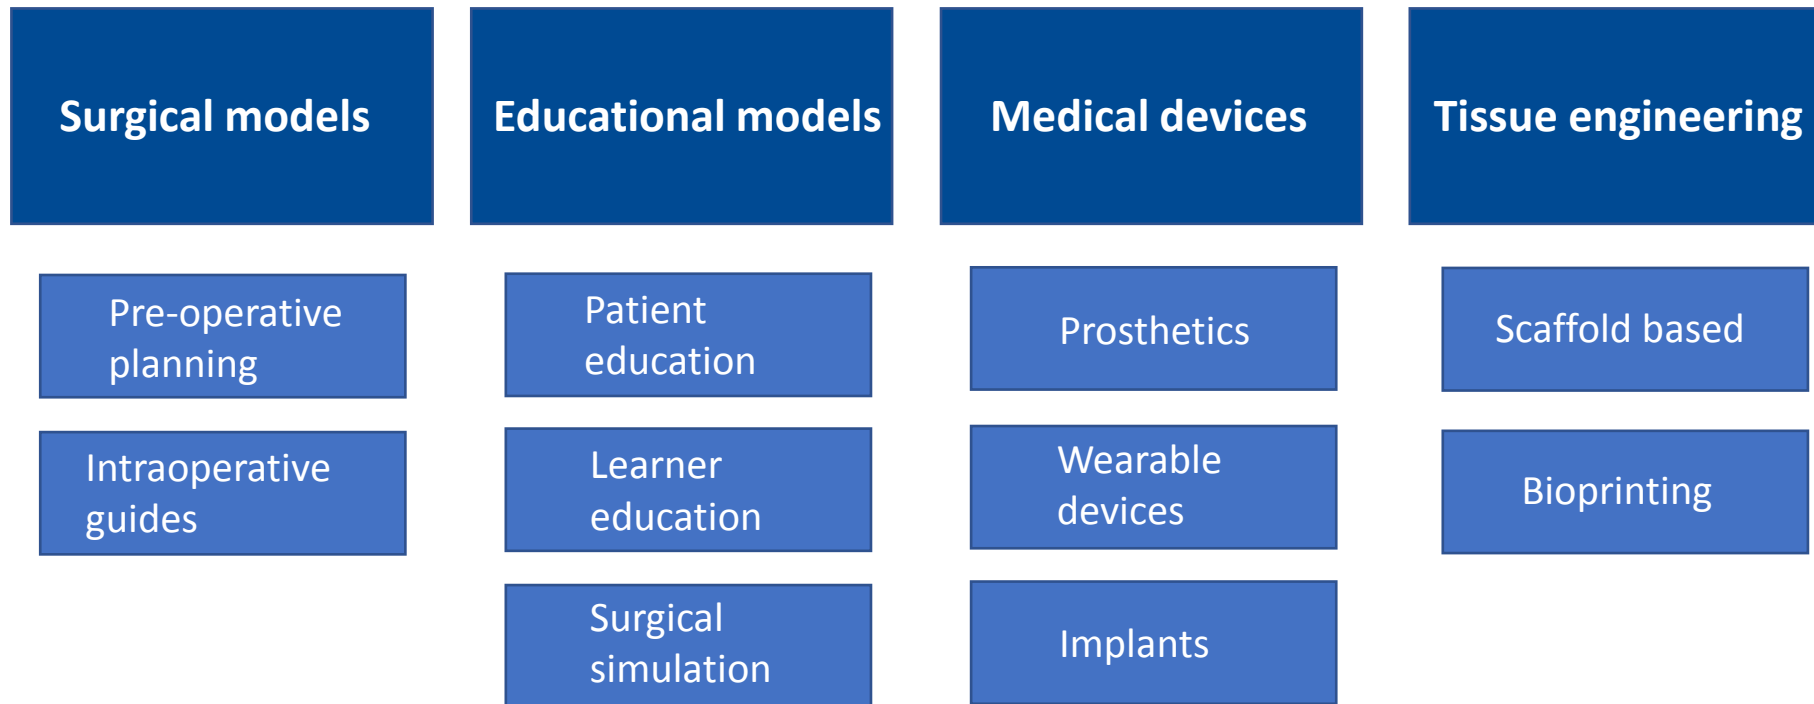 Surgical models
Educational models
Medical devices
Tissue engineering
Pre-operative
planning
Intraoperative
guides
Patient
education
Learner
education
Surgical
simulation
Prosthetics
Wearable
devices
Implants
Scaffold based
Bioprinting